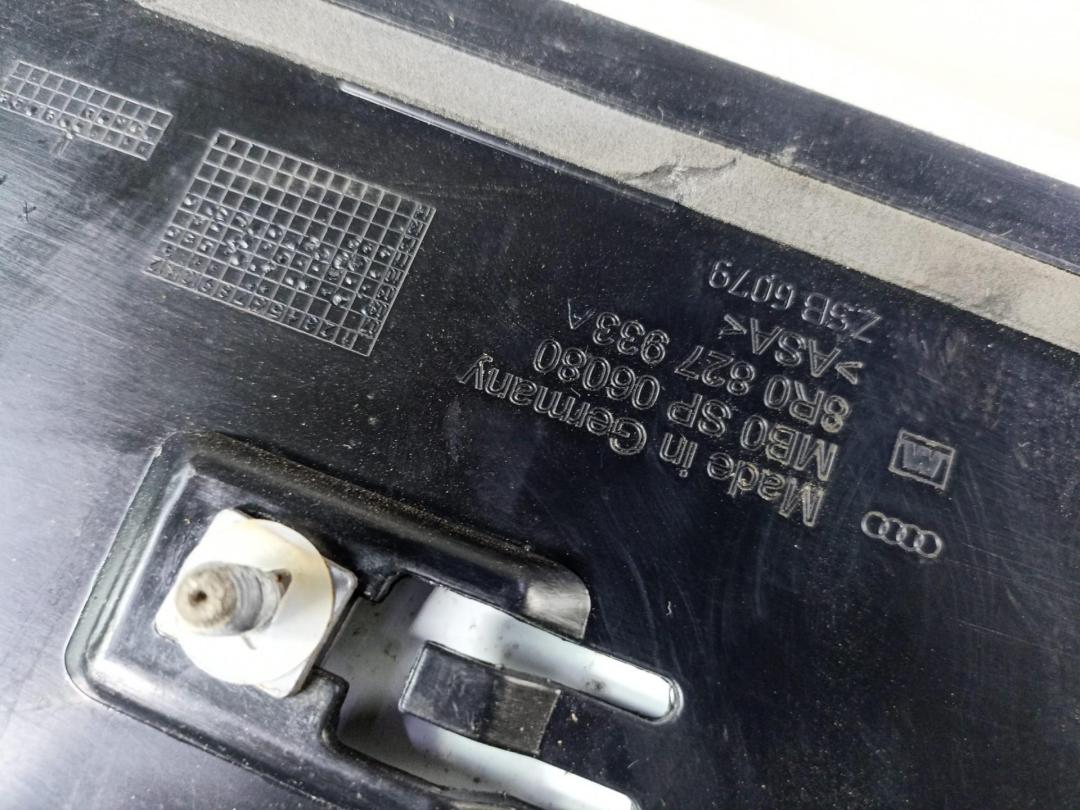 Made in Germany
MB0 SP 06080
8R0 827 933 A
>ASA<
ZSB 6079